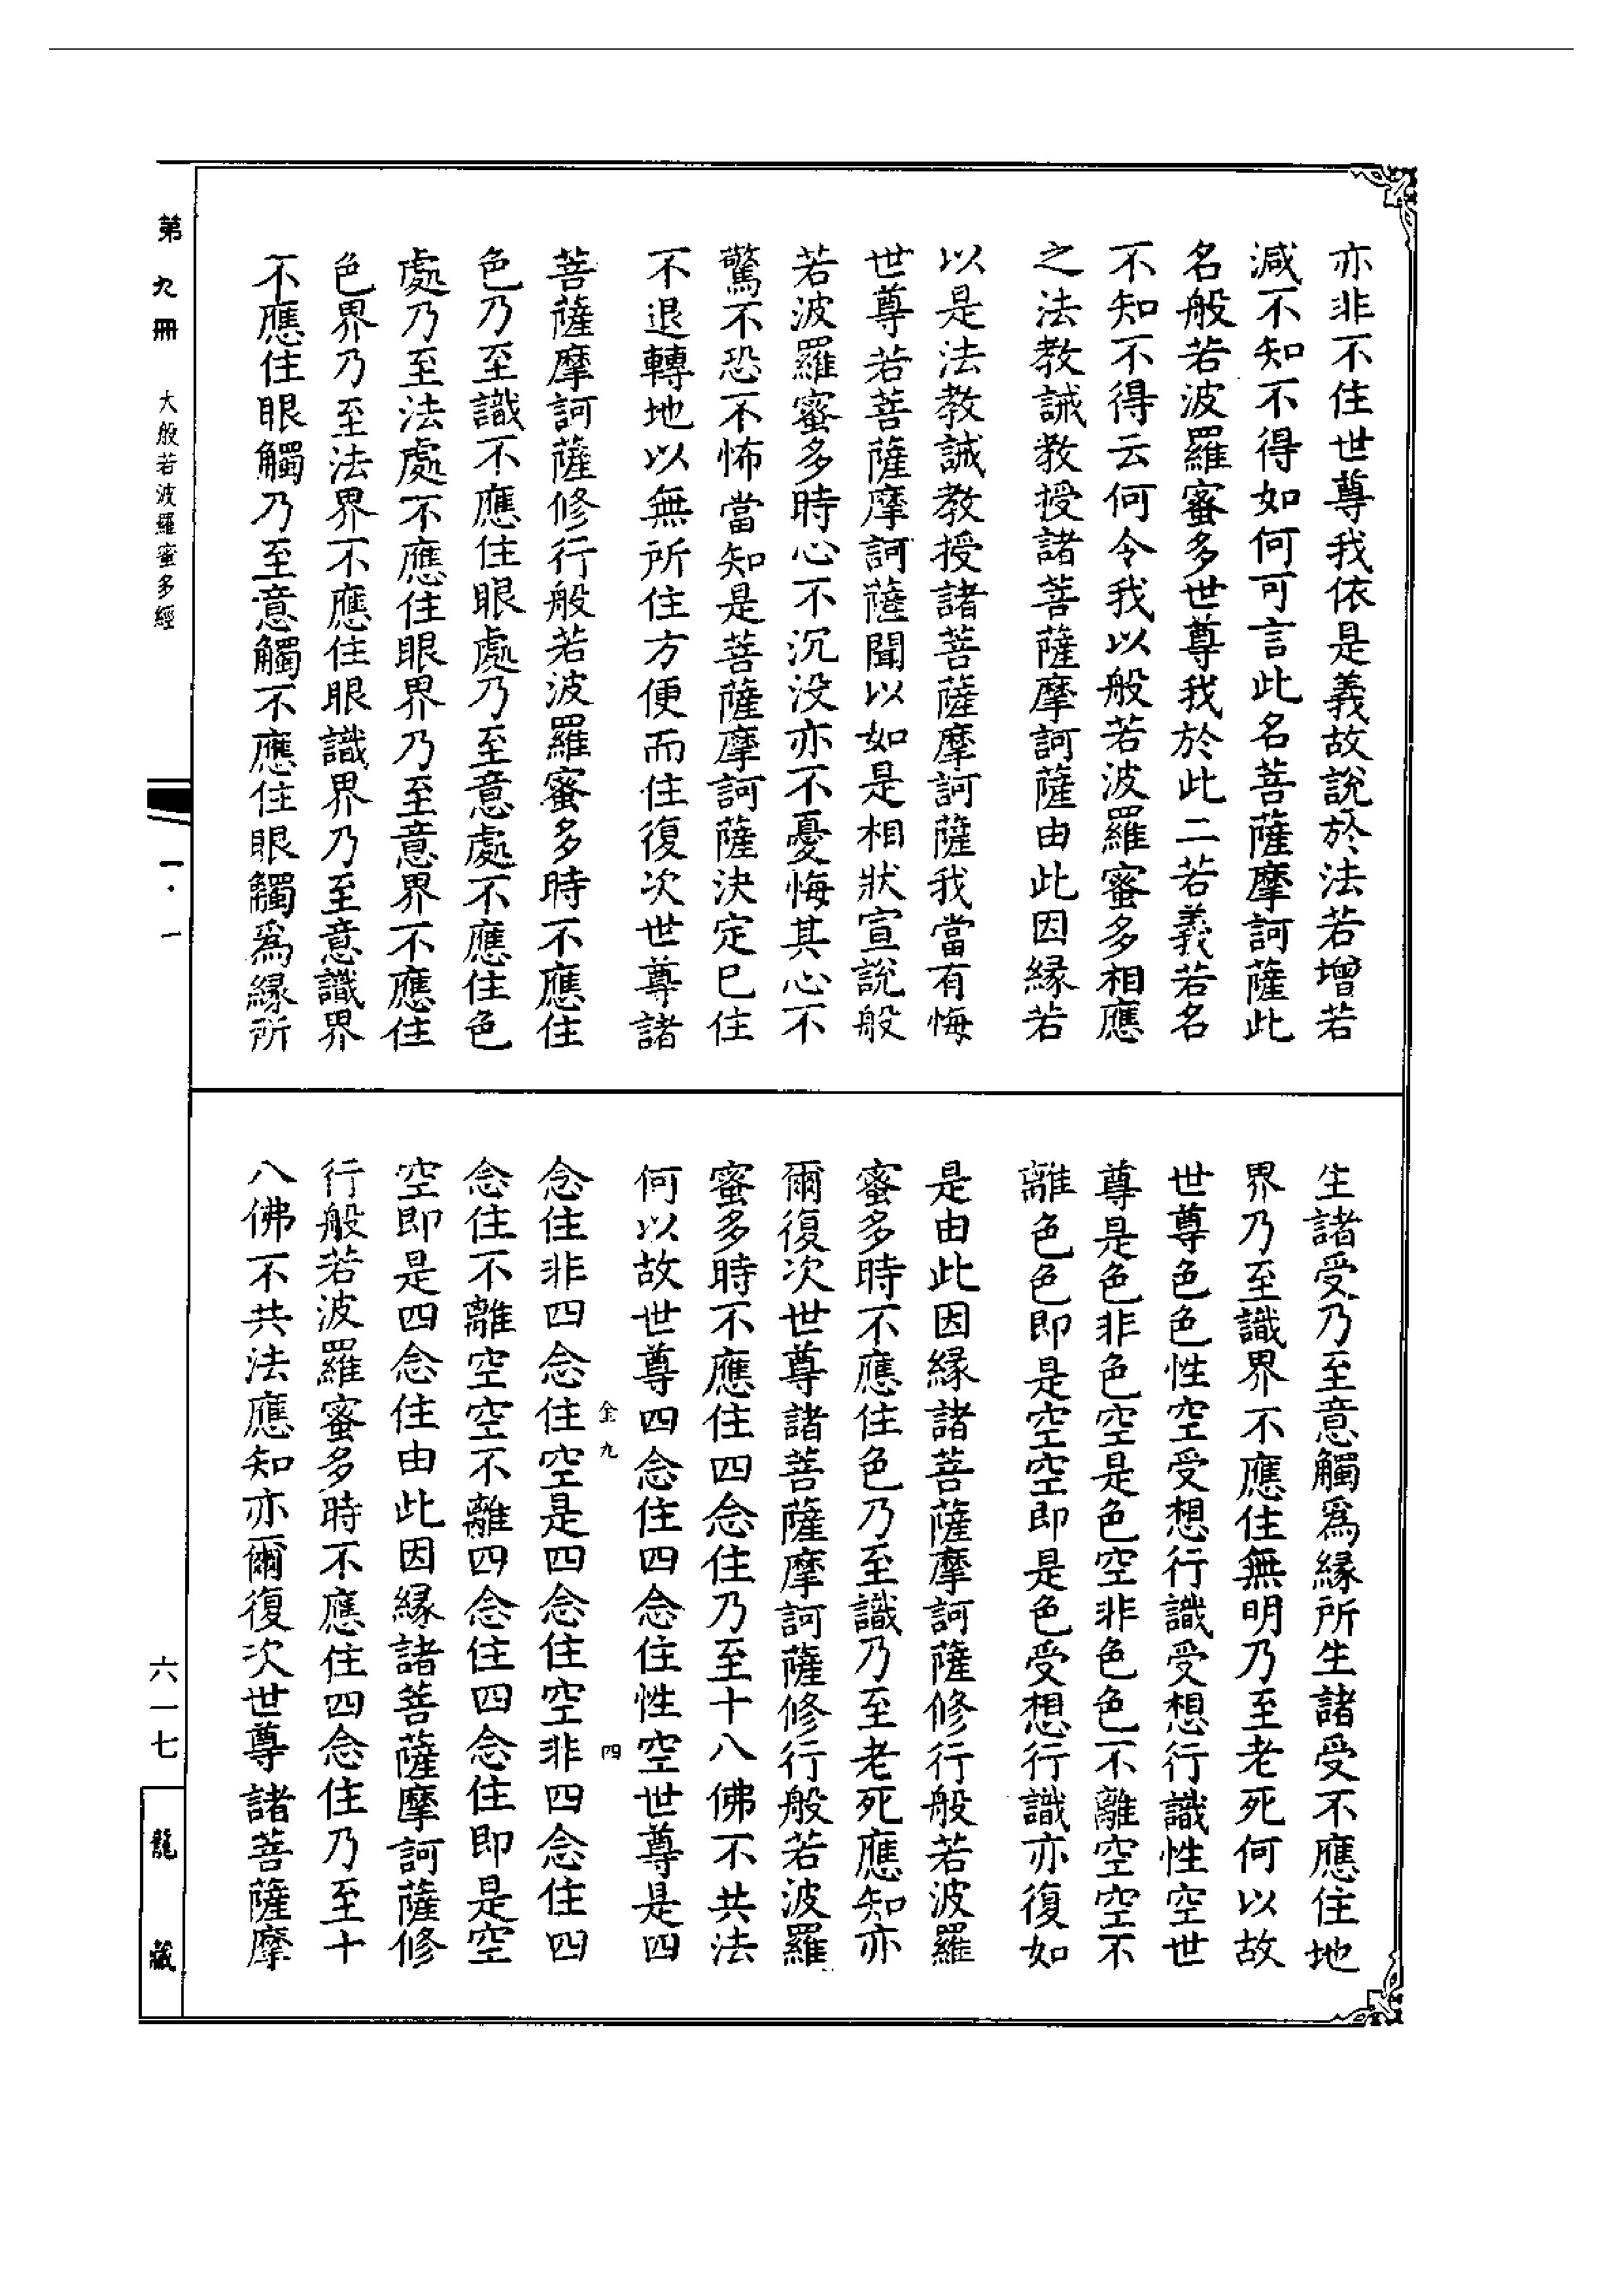 亦非不住世尊我依是義故說於法若增若
減不知不得如何可言此名菩薩摩訶薩此
名般若波羅蜜多世尊我於此二若義若名
不知不得云何令我以般若波羅蜜多相應
之法教誡教授諸菩薩摩訶薩由此因緣若
以是法教誡教授諸菩薩摩訶薩我當有悔
世尊若菩薩摩訶薩聞以如是相狀宣說般
若波羅蜜多時心不沉没亦不憂悔其心不
驚不恐不怖當知是菩薩摩訶薩決定已住
不退轉地以無所住方便而住復次世尊諸
菩薩摩訶薩修行般若波羅蜜多時不應住
色乃至識不應住眼處乃至意處不應住色
處乃至法處不應住眼界乃至意界不應住
色界乃至法界不應住眼識界乃至意識界
不應住眼觸乃至意觸不應住眼觸爲緣所
生諸受乃至意觸爲緣所生諸受不應住地
界乃至識界不應住無明乃至老死何以故
世尊色色性空受想行識受想行識性空世
尊是色非色空是色空非色色不離空空不
離色色即是空空即是色受想行識亦復如
是由此因緣諸菩薩摩訶薩修行般若波羅
蜜多時不應住色乃至識乃至老死應知亦
爾復次世尊諸菩薩摩訶薩修行般若波羅
蜜多時不應住四念住乃至十八佛不共法
何以故世尊四念住四念住性空世尊是四
金九 四
念住非四念住空是四念住空非四念住四
念住不離空空不離四念住四念住即是空
空即是四念住由此因緣諸菩薩摩訶薩修
行般若波羅蜜多時不應住四念住乃至十
八佛不共法應知亦爾復次世尊諸菩薩摩
第九冊 大般若波羅蜜多經
一·一
六一七
龍藏